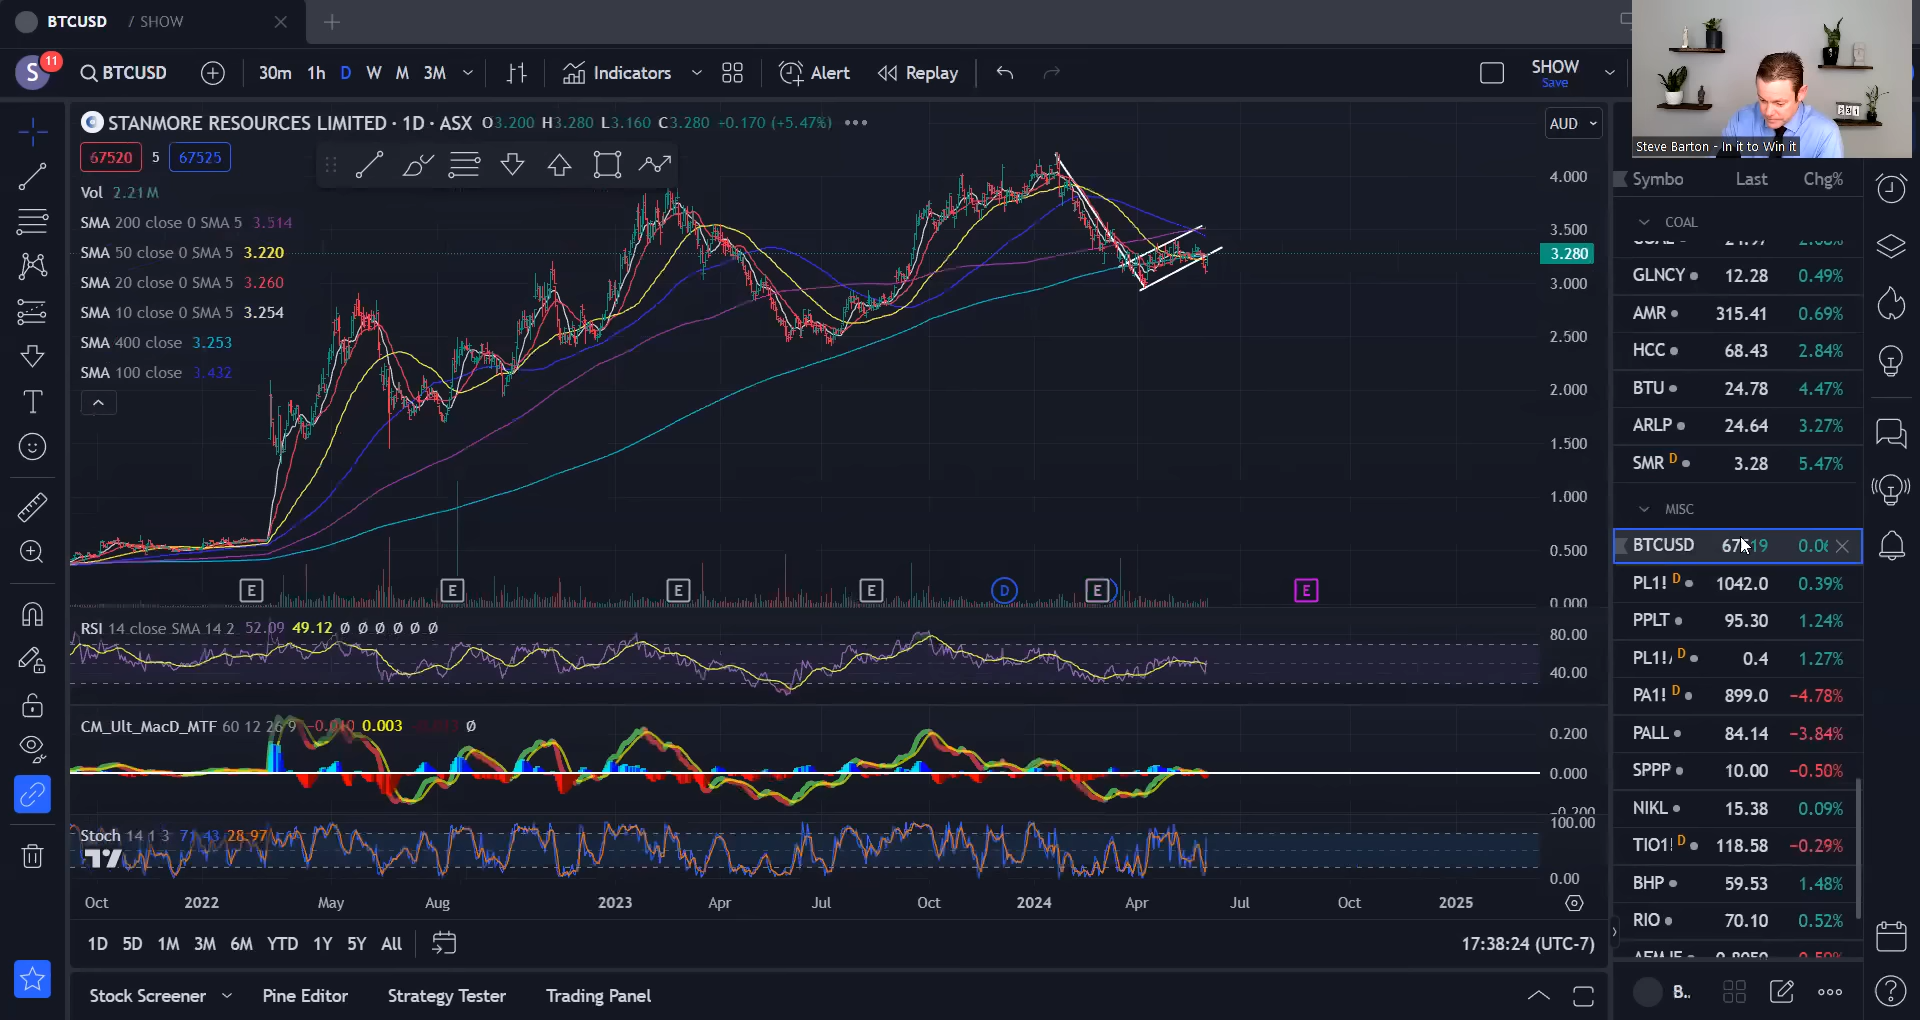 BTCUSD / SHOW
S 11 BTCUSD 30m 1h D W M 3M Indicators Alert Replay SHOW
Save
Steve Barton - In it to Win it
STANMORE RESOURCES LIMITED · 1D · ASX O3.200 H3.280 L3.160 C3.280 +0.170 (+5.47%)
AUD
67520 5 67525
Vol 2.21M
SMA 200 close 0 SMA 5 3.514
SMA 50 close 0 SMA 5 3.220
SMA 20 close 0 SMA 5 3.260
SMA 10 close 0 SMA 5 3.254
SMA 400 close 3.253
SMA 100 close 3.432
4.000
3.500
3.280
3.000
2.500
2.000
1.500
1.000
0.500
0.000
E E E E D E E
RSI 14 close SMA 14 2 52.09 49.12 Ø Ø Ø Ø Ø Ø
80.00
40.00
CM_Ult_MacD_MTF 60 12 26 9 0.003 Ø
0.200
0.000
-0.200
Stoch 14 1 3 71.43 28.97
100.00
0.00
Oct 2022 May Aug 2023 Apr Jul Oct 2024 Apr Jul Oct 2025
1D 5D 1M 3M 6M YTD 1Y 5Y All
17:38:24 (UTC-7)
Stock Screener Pine Editor Strategy Tester Trading Panel
Symbo Last Chg%
COAL
GLNCY 12.28 0.49%
AMR 315.41 0.69%
HCC 68.43 2.84%
BTU 24.78 4.47%
ARLP 24.64 3.27%
SMR D 3.28 5.47%
MISC
BTCUSD
PL1! D 1042.0 0.39%
PPLT 95.30 1.24%
PL1!/ D 0.4 1.27%
PA1! D 899.0 −4.78%
PALL 84.14 −3.84%
SPPP 10.00 −0.50%
NIKL 15.38 0.09%
TIO1! D 118.58 −0.29%
BHP 59.53 1.48%
RIO 70.10 0.52%
B..